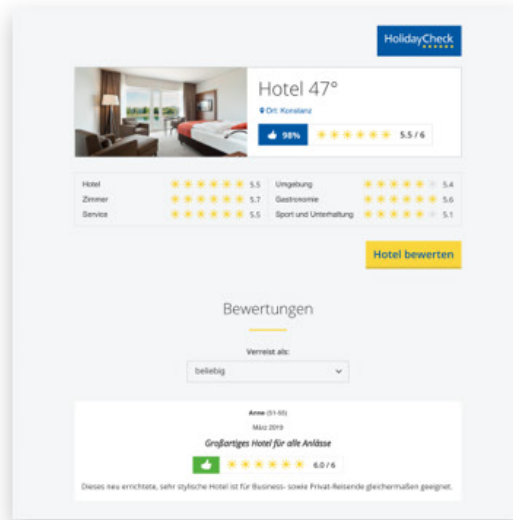 HolidayCheck
Hotel 47°
Ort: Konstanz
98% 5.5 / 6
Hotel 5.5 Umgebung 5.4
Zimmer 5.7 Gastronomie 5.6
Service 5.5 Sport und Unterhaltung 5.1
Hotel bewerten
Bewertungen
Verreist als:
beliebig
Anne (51-55)
März 2019
Großartiges Hotel für alle Anlässe
6.0 / 6
Dieses neu errichtete, sehr stylische Hotel ist für Business- sowie Privat-Reisende gleichermaßen geeignet.